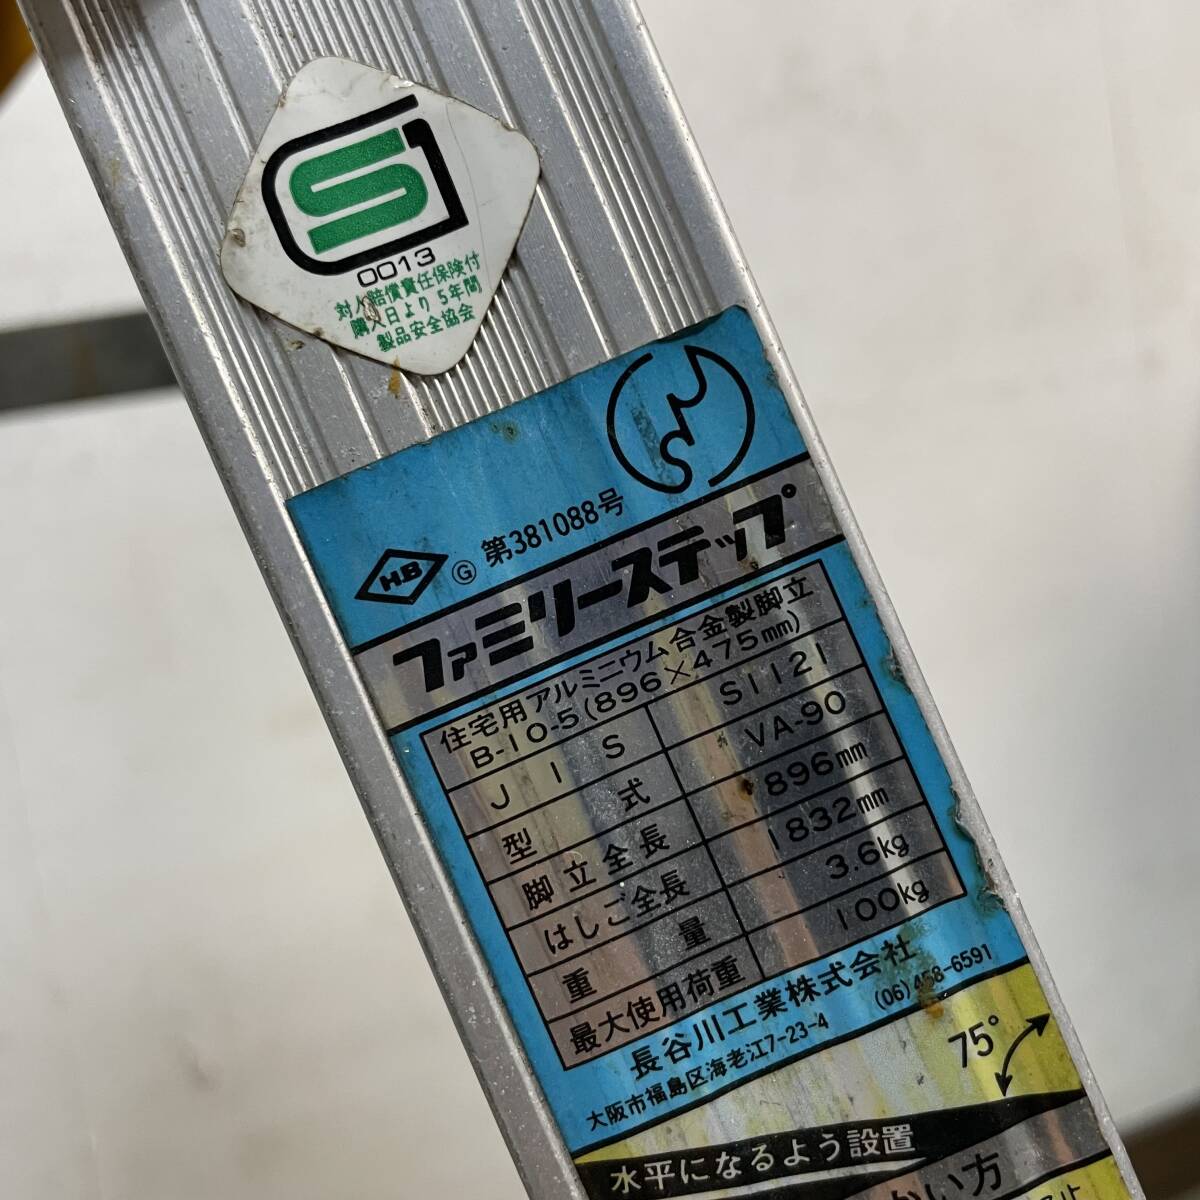 S
0013
対人賠償責任保険付
購入日より5年間
製品安全協会
H.B
G 第381088号
ファミリーステップ
住宅用アルミニウム合金製脚立
B-10-5(896×475mm)
JIS S1121
型式 VA-90
脚立全長 896mm
はしご全長 1832mm
重量 3.6kg
最大使用荷重 100kg
長谷川工業株式会社
大阪市福島区海老江7-23-4 (06)458-6591
75°
水平になるよう設置
かい方